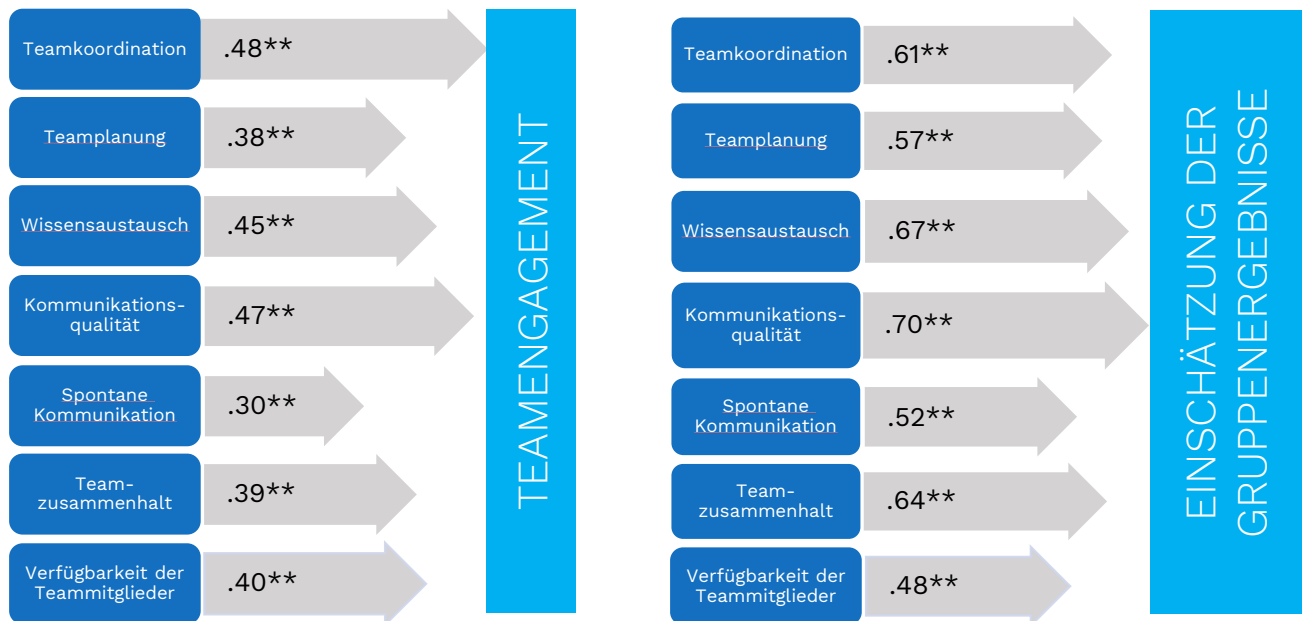 Teamkoordination
.48**
Teamplanung
.38**
Wissensaustausch
.45**
Kommunikations-
qualität
.47**
Spontane
Kommunikation
.30**
Team-
zusammenhalt
.39**
Verfügbarkeit der
Teammitglieder
.40**
TEAMENGAGEMENT
Teamkoordination
.61**
Teamplanung
.57**
Wissensaustausch
.67**
Kommunikations-
qualität
.70**
Spontane
Kommunikation
.52**
Team-
zusammenhalt
.64**
Verfügbarkeit der
Teammitglieder
.48**
EINSCHÄTZUNG DER
GRUPPENERGEBNISSE